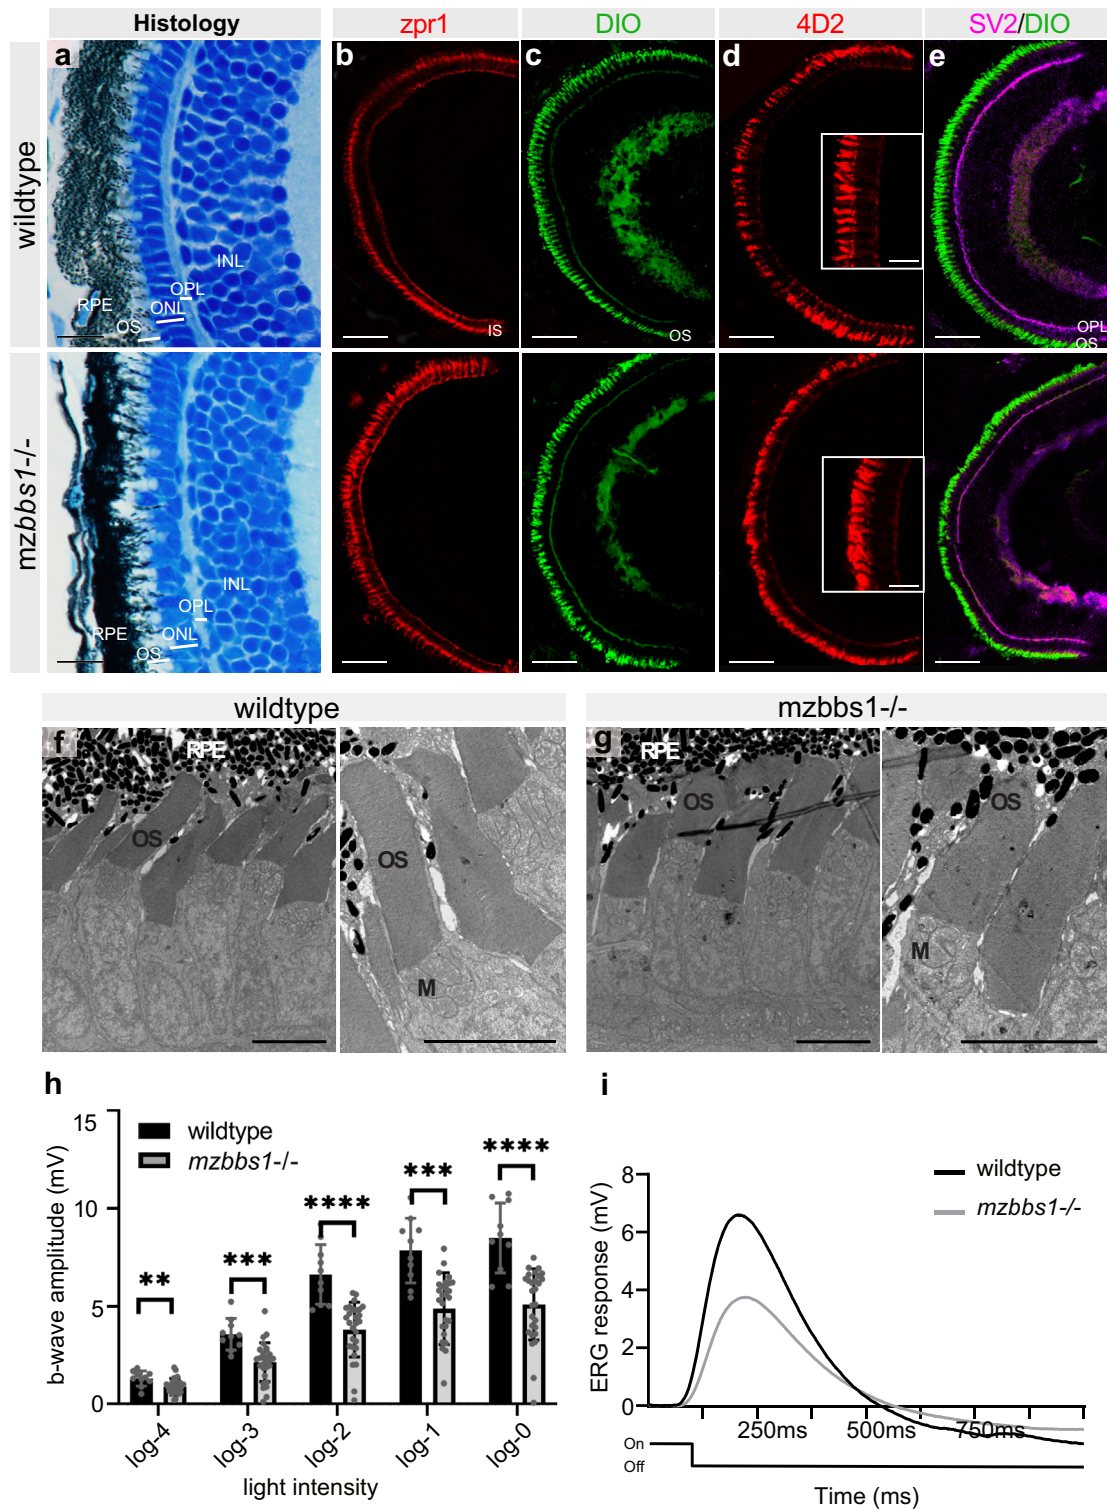 Histology
zpr1
DIO
4D2
SV2/DIO
wildtype
a
b
c
d
e
RPE
OS
ONL
OPL
INL
IS
OS
OPL
OS
mzbbs1-/-
RPE
OS
ONL
OPL
INL
wildtype
mzbbs1-/-
f
RPE
OS
OS
M
g
RPE
OS
OS
M
h
15
10
5
0
b-wave amplitude (mV)
wildtype
mzbbs1-/-
**
***
****
***
****
log-4
log-3
log-2
log-1
log-0
light intensity
i
8
6
4
2
0
ERG response (mV)
wildtype
mzbbs1-/-
250ms
500ms
750ms
On
Off
Time (ms)